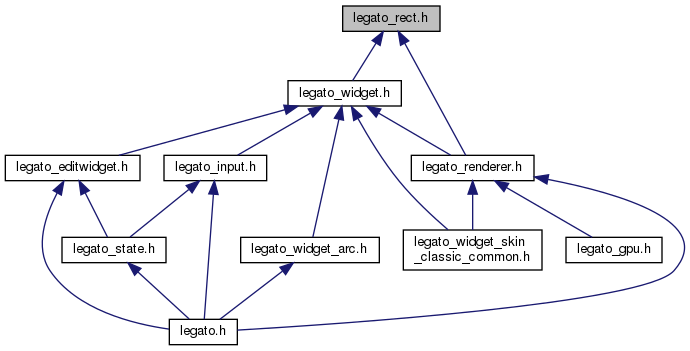 legato_rect.h
legato_widget.h
legato_editwidget.h
legato_input.h
legato_renderer.h
legato_state.h
legato_widget_arc.h
legato_widget_skin
_classic_common.h
legato_gpu.h
legato.h